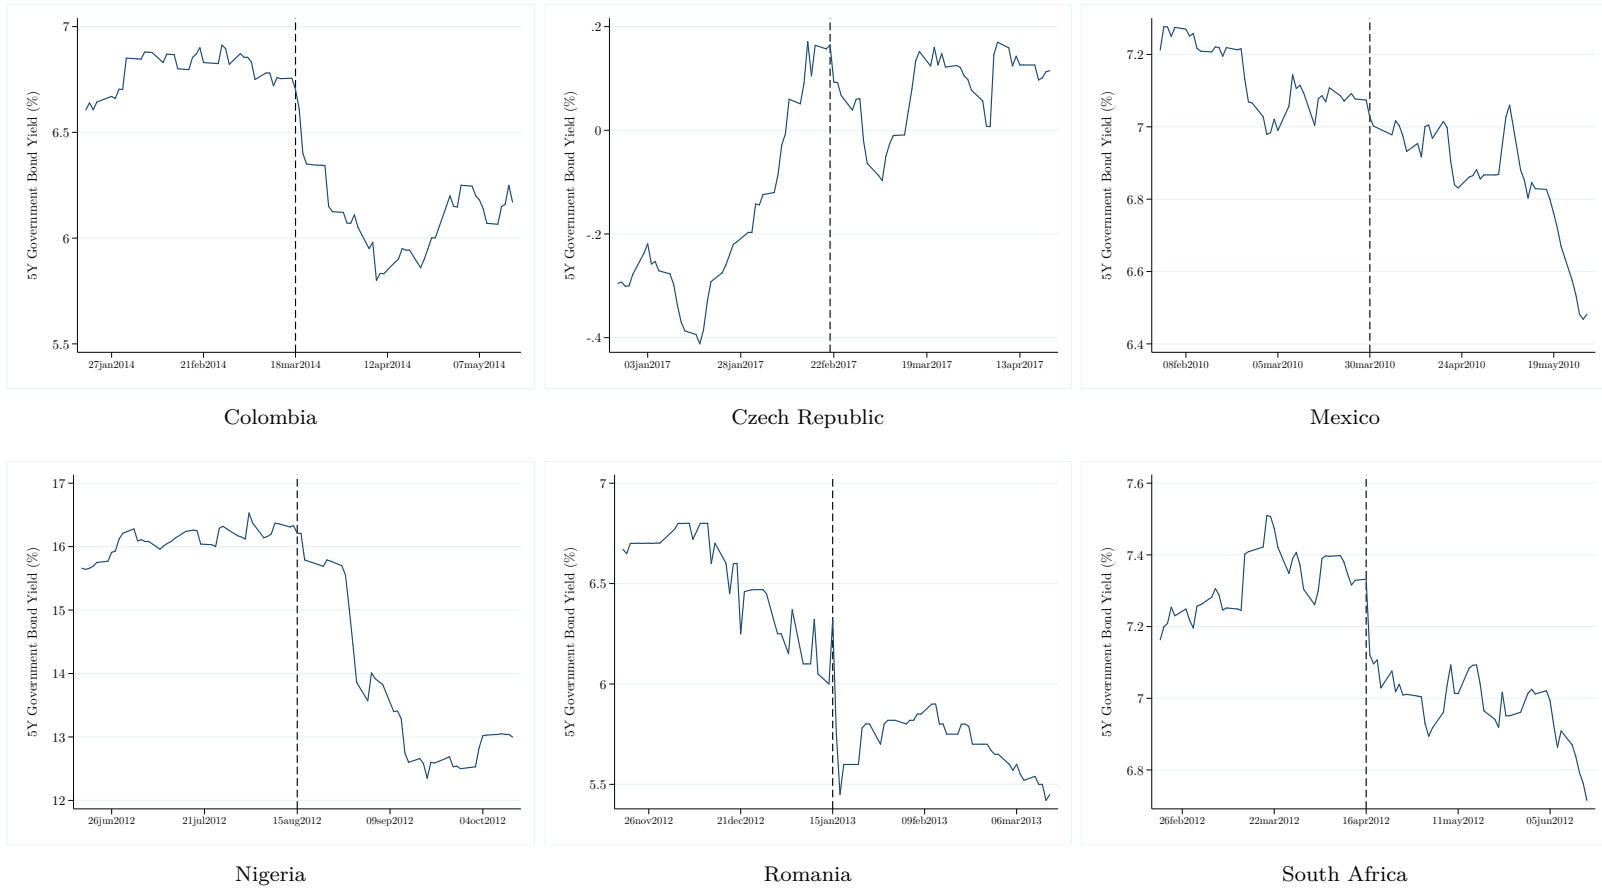 5Y Government Bond Yield (%)
7
6.5
6
5.5
27jan2014 21feb2014 18mar2014 12apr2014 07may2014
Colombia
5Y Government Bond Yield (%)
.2
0
-.2
-.4
03jan2017 28jan2017 22feb2017 19mar2017 13apr2017
Czech Republic
5Y Government Bond Yield (%)
7.2
7
6.8
6.6
6.4
08feb2010 05mar2010 30mar2010 24apr2010 19may2010
Mexico
5Y Government Bond Yield (%)
17
16
15
14
13
12
26jun2012 21jul2012 15aug2012 09sep2012 04oct2012
Nigeria
5Y Government Bond Yield (%)
7
6.5
6
5.5
26nov2012 21dec2012 15jan2013 09feb2013 06mar2013
Romania
5Y Government Bond Yield (%)
7.6
7.4
7.2
7
6.8
26feb2012 22mar2012 16apr2012 11may2012 05jun2012
South Africa